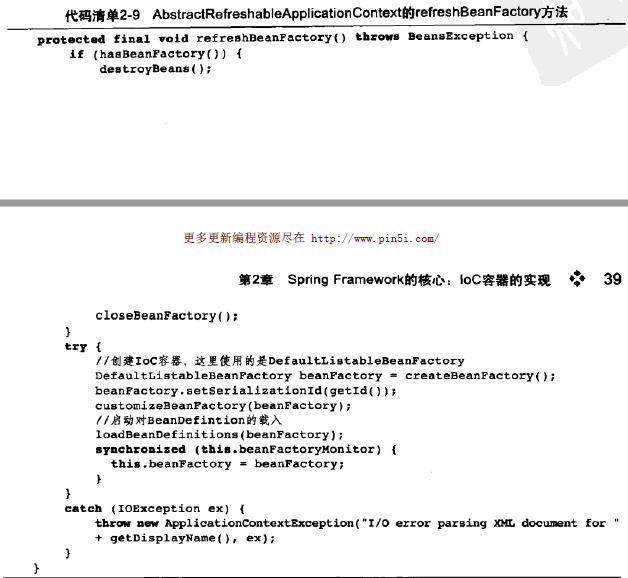 代码清单2-9 AbstractRefreshableApplicationContext的refreshBeanFactory方法
protected final void refreshBeanFactory() throws BeansException {
if (hasBeanFactory()) {
destroyBeans();
更多更新编程资源尽在 http://www.pin5i.com/
第2章 Spring Framework的核心：IoC容器的实现 ❖ 39
closeBeanFactory();
}
try {
//创建IoC容器，这里使用的是DefaultListableBeanFactory
DefaultListableBeanFactory beanFactory = createBeanFactory();
beanFactory.setSerializationId(getId());
customizeBeanFactory(beanFactory);
//启动对BeanDefintion的载入
loadBeanDefinitions(beanFactory);
synchronized (this.beanFactoryMonitor) {
this.beanFactory = beanFactory;
}
}
catch (IOException ex) {
throw new ApplicationContextException("I/O error parsing XML document for "
+ getDisplayName(), ex);
}
}